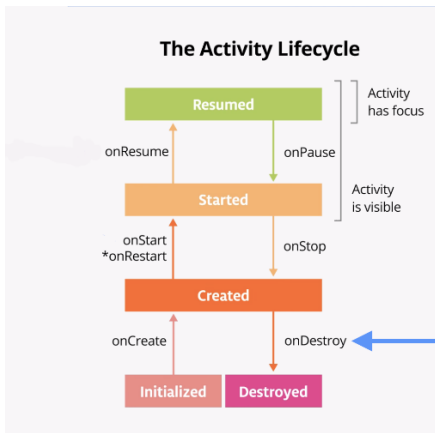 The Activity Lifecycle
Resumed
Activity
has focus
onResume
onPause
Started
Activity
is visible
onStart
*onRestart
onStop
Created
onCreate
onDestroy
Initialized
Destroyed